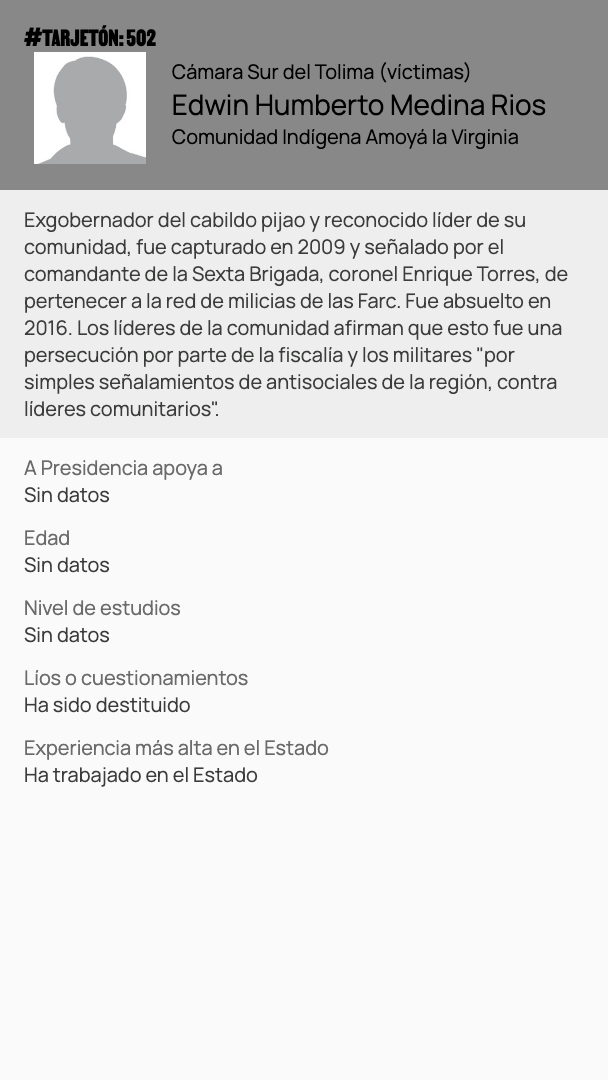 #TARJETÓN: 502
Cámara Sur del Tolima (víctimas)
Edwin Humberto Medina Rios
Comunidad Indígena Amoyá la Virginia
Exgobernador del cabildo pijao y reconocido líder de su
comunidad, fue capturado en 2009 y señalado por el
comandante de la Sexta Brigada, coronel Enrique Torres, de
pertenecer a la red de milicias de las Farc. Fue absuelto en
2016. Los líderes de la comunidad afirman que esto fue una
persecución por parte de la fiscalía y los militares "por
simples señalamientos de antisociales de la región, contra
líderes comunitarios".
A Presidencia apoya a
Sin datos
Edad
Sin datos
Nivel de estudios
Sin datos
Líos o cuestionamientos
Ha sido destituido
Experiencia más alta en el Estado
Ha trabajado en el Estado